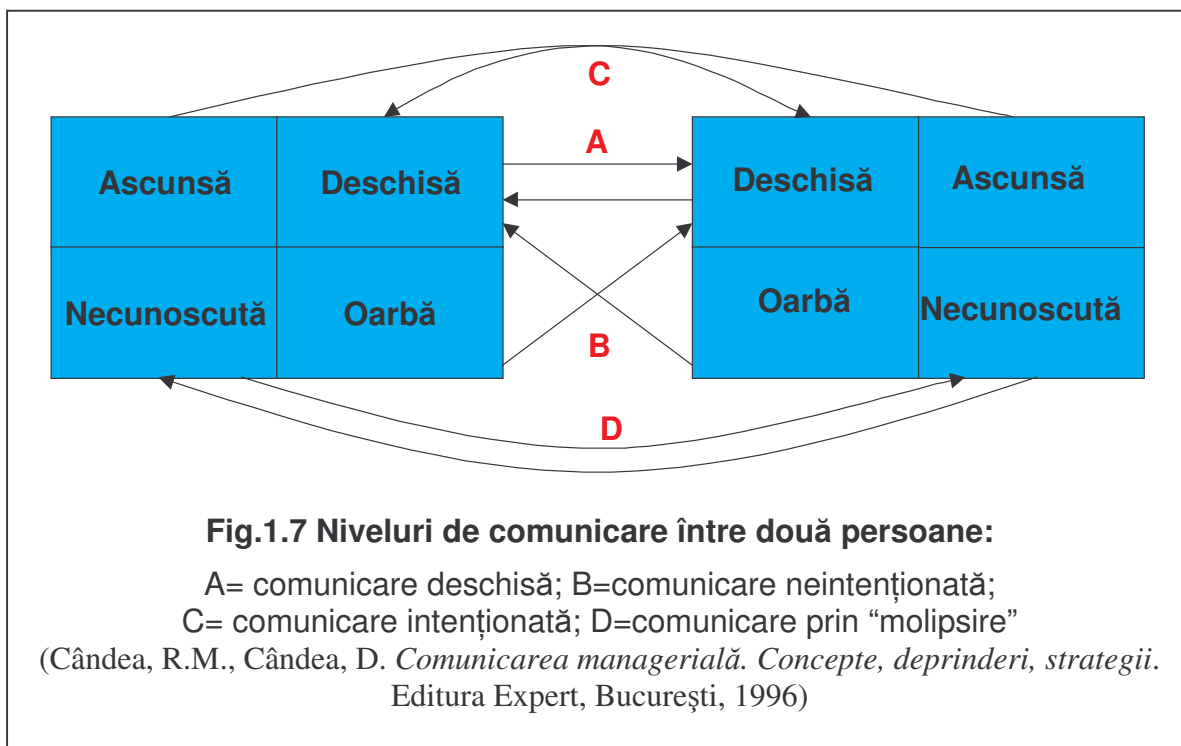 C
A
Ascunsă Deschisă Deschisă Ascunsă
Necunoscută Oarbă Oarbă Necunoscută
B
D
Fig.1.7 Niveluri de comunicare între două persoane:
A= comunicare deschisă; B=comunicare neintenționată;
C= comunicare intenționată; D=comunicare prin “molipsire”
(Cândea, R.M., Cândea, D. Comunicarea managerială. Concepte, deprinderi, strategii.
Editura Expert, Bucureşti, 1996)